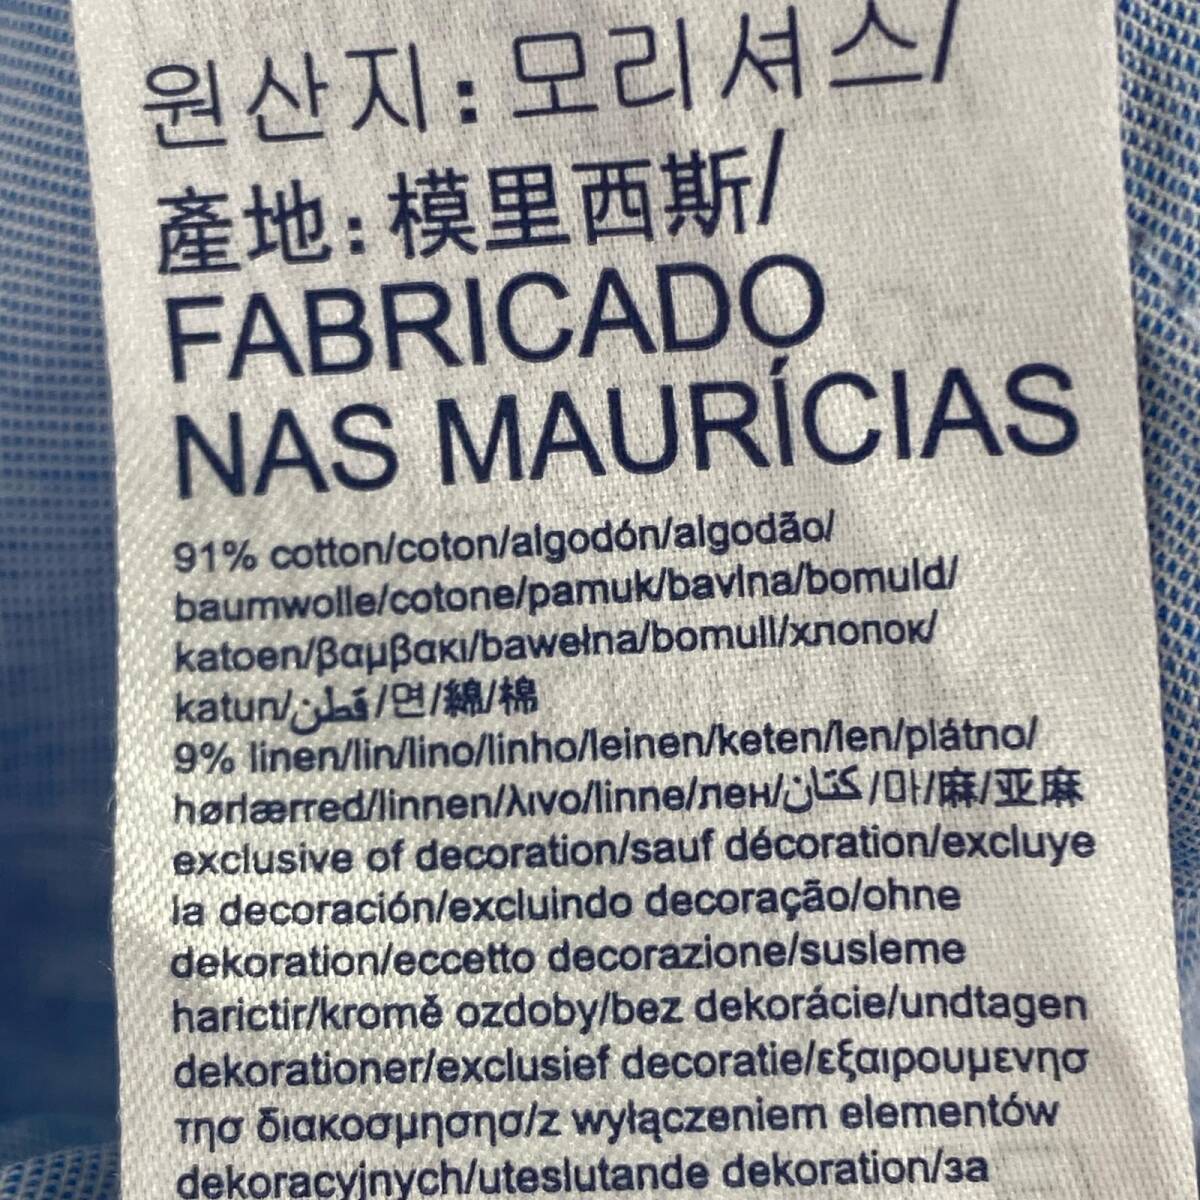 원산지: 모리셔스/
產地: 模里西斯/
FABRICADO
NAS MAURÍCIAS
91% cotton/coton/algodón/algodão/
baumwolle/cotone/pamuk/bavlna/bomuld/
katoen/βαμβακι/bawełna/bomull/хлопок/
katun/قطن/면/綿/棉
9% linen/lin/lino/linho/leinen/keten/len/plátno/
hørlærred/linnen/λινο/linne/лен/كتان/마/麻/亚麻
exclusive of decoration/sauf décoration/excluye
la decoración/excluindo decoração/ohne
dekoration/eccetto decorazione/susleme
harictir/kromě ozdoby/bez dekorácie/undtagen
dekorationer/exclusief decoratie/εξαιρουμενησ
τησ διακοσμησησ/z wyłączeniem elementów
dekoracyjnych/uteslutande dekoration/за